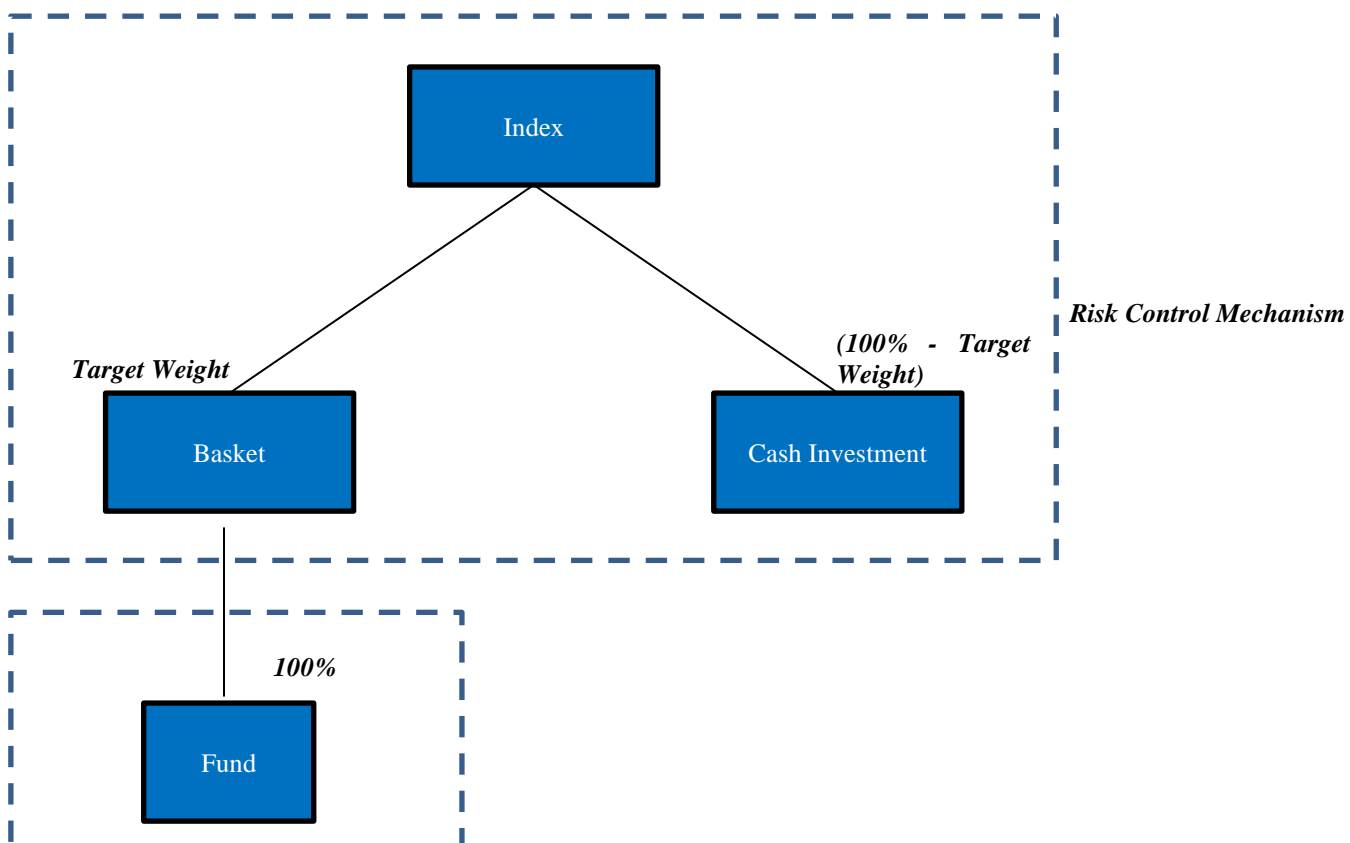 Index
Risk Control Mechanism
(100% - Target
Weight)
Target Weight
Basket
Cash Investment
100%
Fund